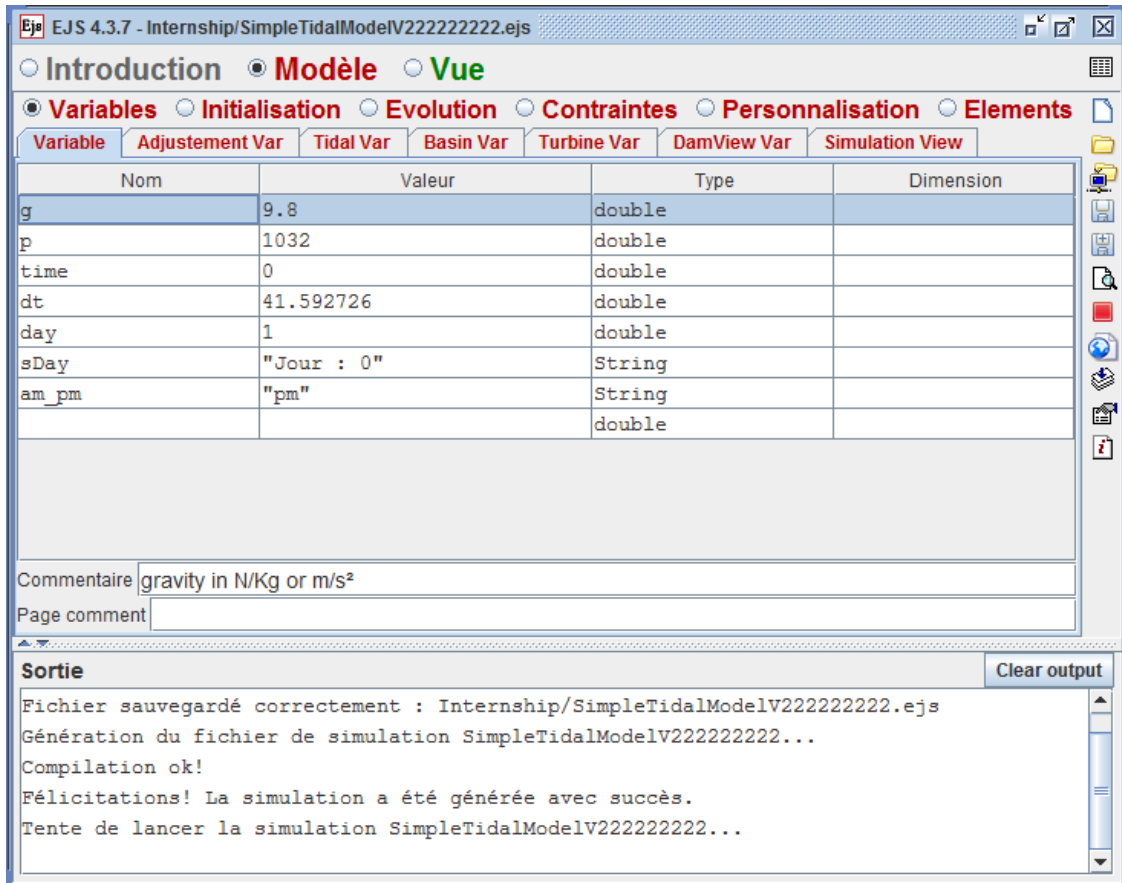 Ejs EJS 4.3.7 - Internship/SimpleTidalModelV222222222.ejs
Introduction Modèle Vue
Variables Initialisation Evolution Contraintes Personnalisation Elements
Variable Adjustement Var Tidal Var Basin Var Turbine Var DamView Var Simulation View
Nom Valeur Type Dimension
g 9.8 double
p 1032 double
time 0 double
dt 41.592726 double
day 1 double
sDay "Jour : 0" String
am_pm "pm" String
double
Commentaire gravity in N/Kg or m/s²
Page comment
Sortie Clear output
Fichier sauvegardé correctement : Internship/SimpleTidalModelV222222222.ejs
Génération du fichier de simulation SimpleTidalModelV222222222...
Compilation ok!
Félicitations! La simulation a été générée avec succès.
Tente de lancer la simulation SimpleTidalModelV222222222...